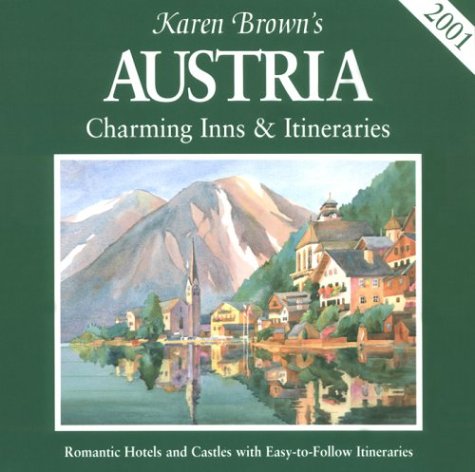 Karen Brown's
2001
AUSTRIA
Charming Inns & Itineraries
Romantic Hotels and Castles with Easy-to-Follow Itineraries